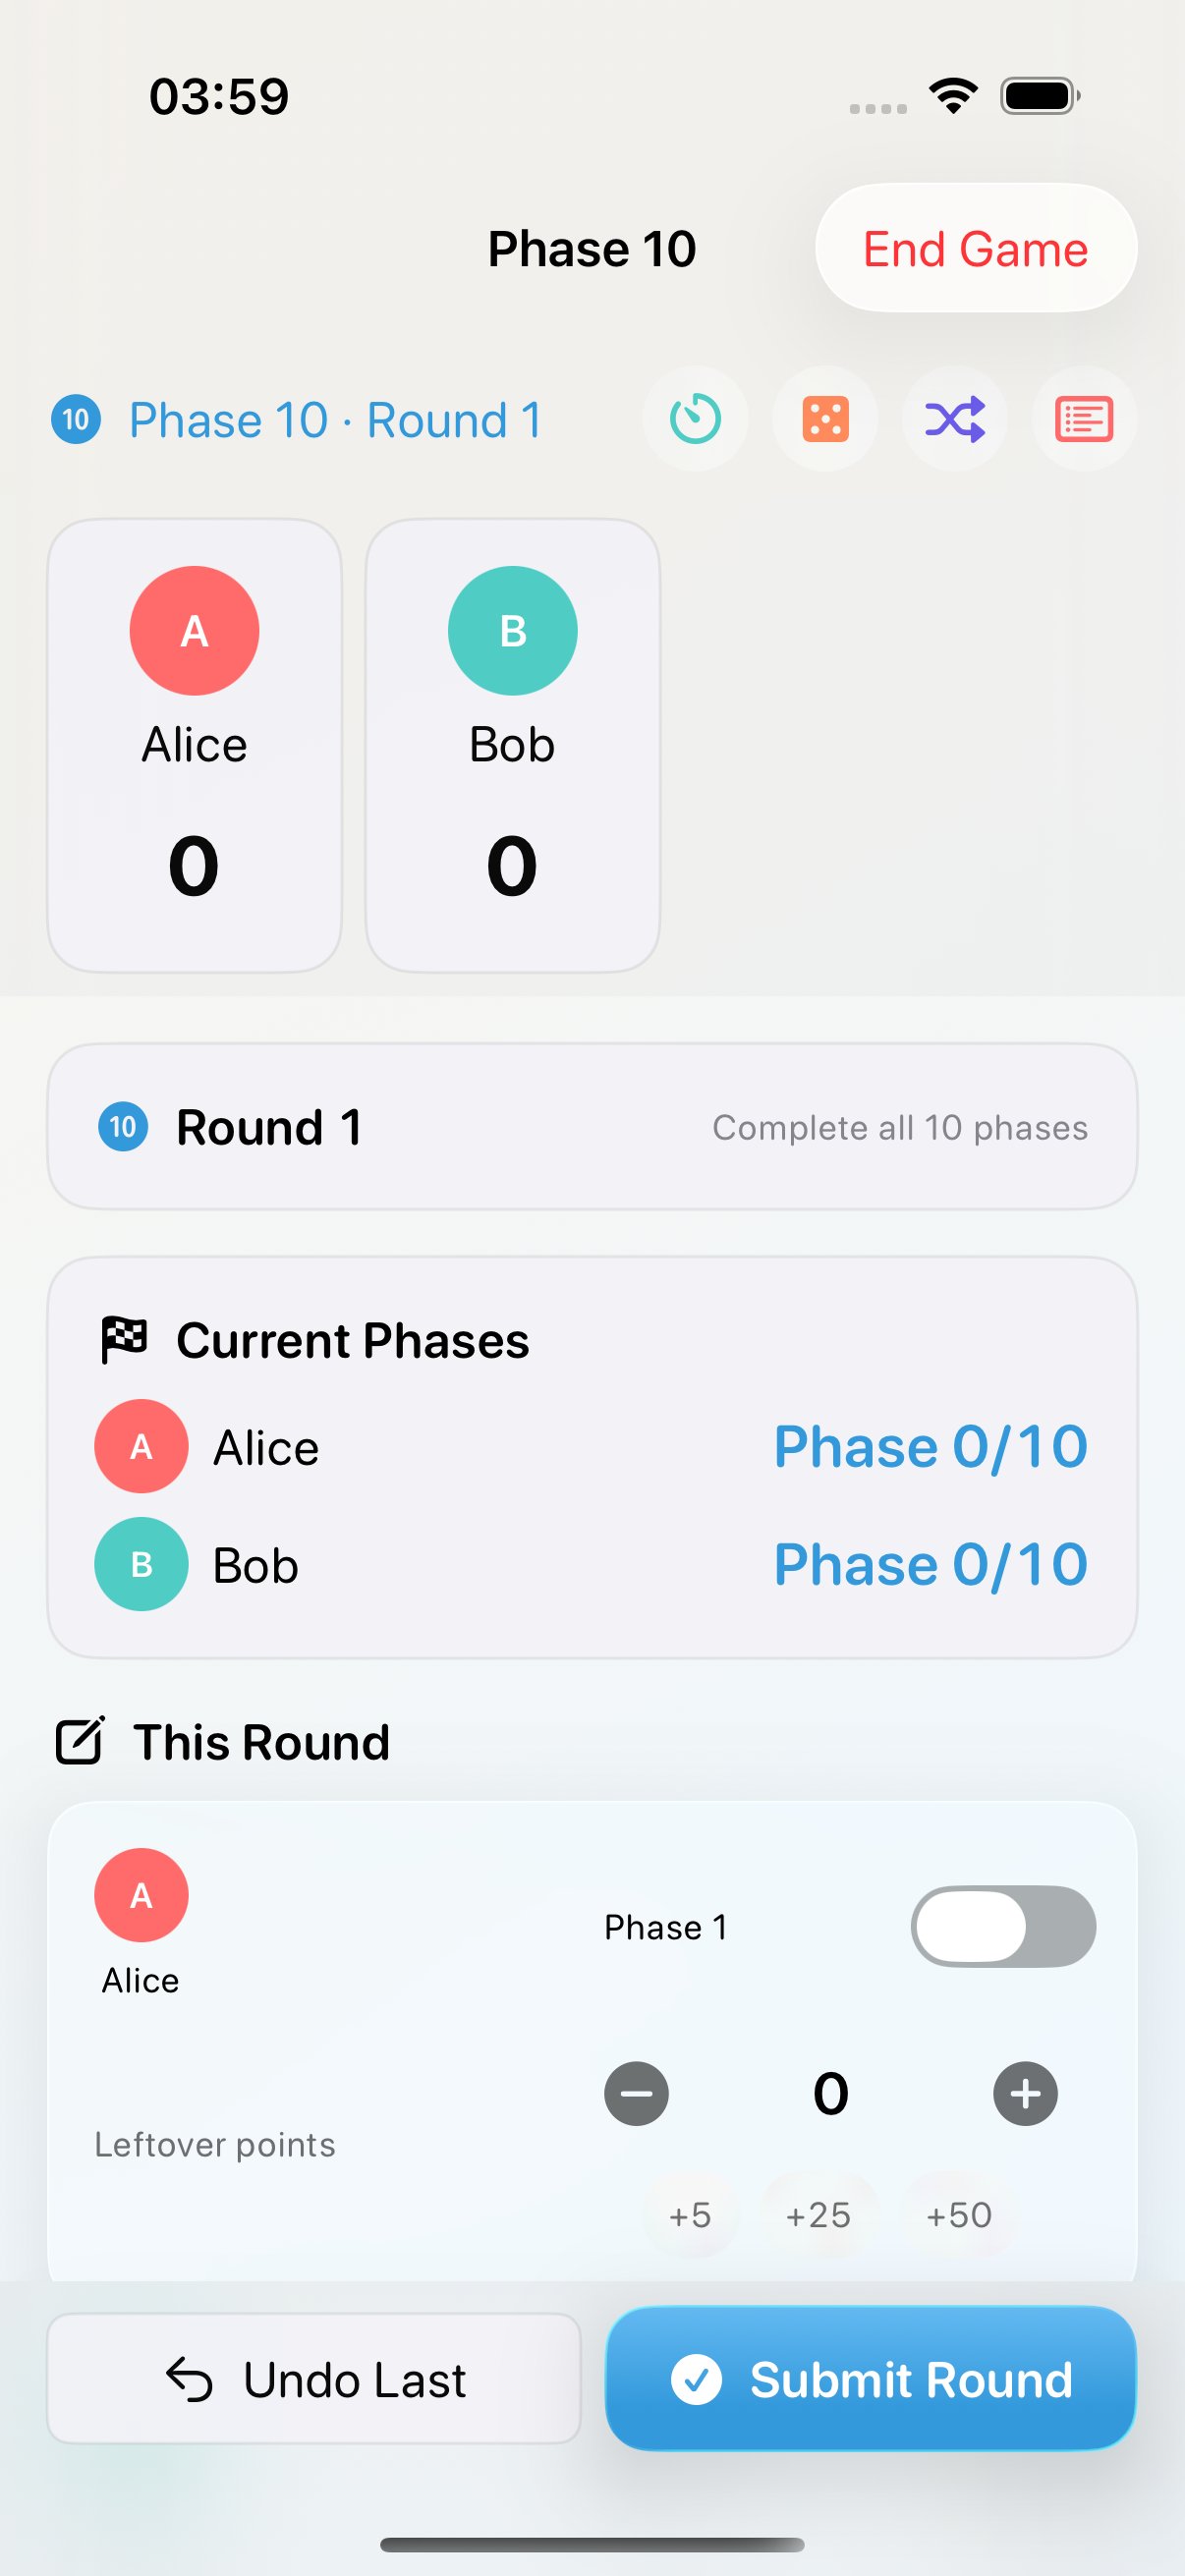 03:59
Phase 10
End Game
10 Phase 10 · Round 1
A
B
Alice
Bob
0
0
10 Round 1
Complete all 10 phases
Current Phases
A Alice
Phase 0/10
B Bob
Phase 0/10
This Round
A
Alice
Phase 1
0
Leftover points
+5 +25 +50
Undo Last
Submit Round